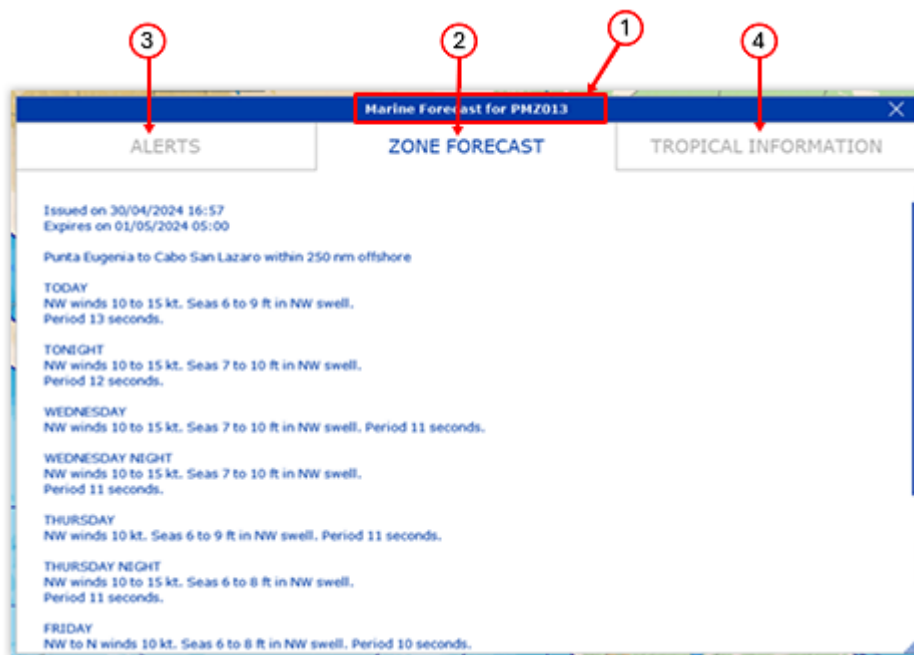 3
2
1
4
Marine Forecast for PMZ013
ALERTS
ZONE FORECAST
TROPICAL INFORMATION
Issued on 30/04/2024 16:57
Expires on 01/05/2024 05:00
Punta Eugenia to Cabo San Lazaro within 250 nm offshore
TODAY
NW winds 10 to 15 kt. Seas 6 to 9 ft in NW swell.
Period 13 seconds.
TONIGHT
NW winds 10 to 15 kt. Seas 7 to 10 ft in NW swell.
Period 12 seconds.
WEDNESDAY
NW winds 10 to 15 kt. Seas 7 to 10 ft in NW swell. Period 11 seconds.
WEDNESDAY NIGHT
NW winds 10 to 15 kt. Seas 7 to 10 ft in NW swell.
Period 11 seconds.
THURSDAY
NW winds 10 kt. Seas 6 to 9 ft in NW swell. Period 11 seconds.
THURSDAY NIGHT
NW winds 10 to 15 kt. Seas 6 to 8 ft in NW swell.
Period 11 seconds.
FRIDAY
NW to N winds 10 kt. Seas 6 to 8 ft in NW swell. Period 10 seconds.